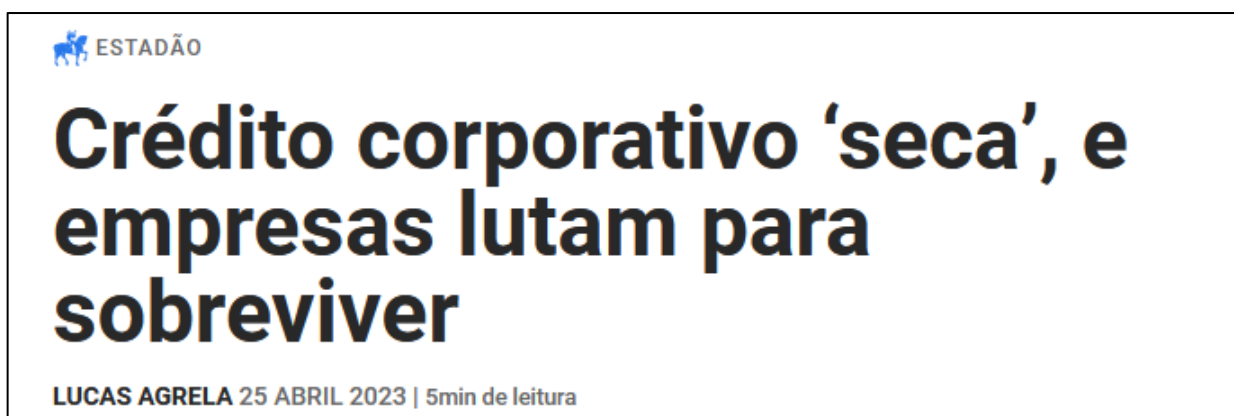 ESTADÃO
Crédito corporativo ‘seca’, e
empresas lutam para
sobreviver
LUCAS AGRELA 25 ABRIL 2023 | 5min de leitura